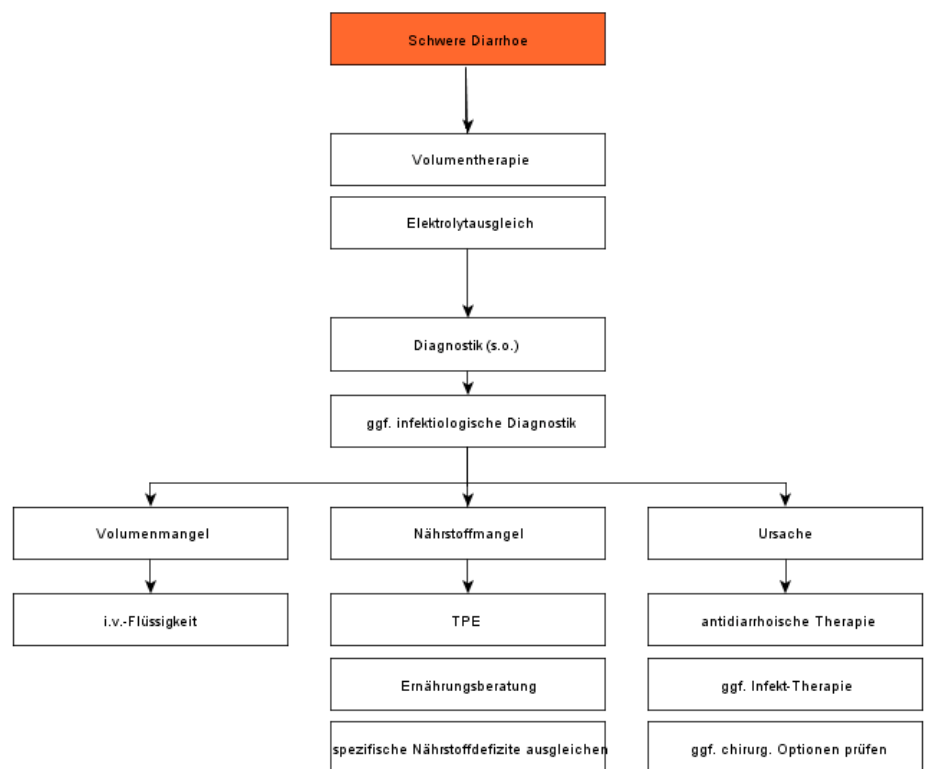 Schwere Diarrhoe
Volumentherapie
Elektrolytausgleich
Diagnostik (s.o.)
ggf. infektiologische Diagnostik
Volumenmangel
Nährstoffmangel
Ursache
i.v.-Flüssigkeit
TPE
antidiarrhoische Therapie
Ernährungsberatung
ggf. Infekt-Therapie
spezifische Nährstoffdefizite ausgleichen
ggf. chirurg. Optionen prüfen